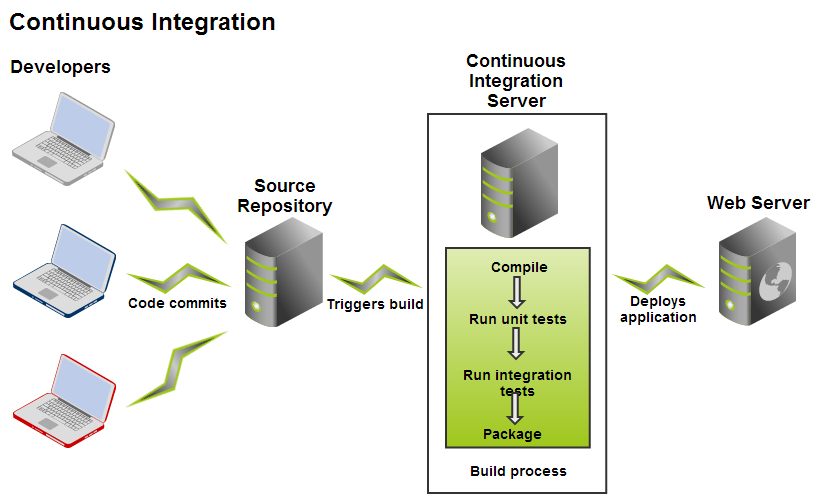 Continuous Integration
Developers
Continuous
Integration
Server
Source
Repository
Web Server
Code commits
Triggers build
Compile
Run unit tests
Run integration
tests
Package
Build process
Deploys
application